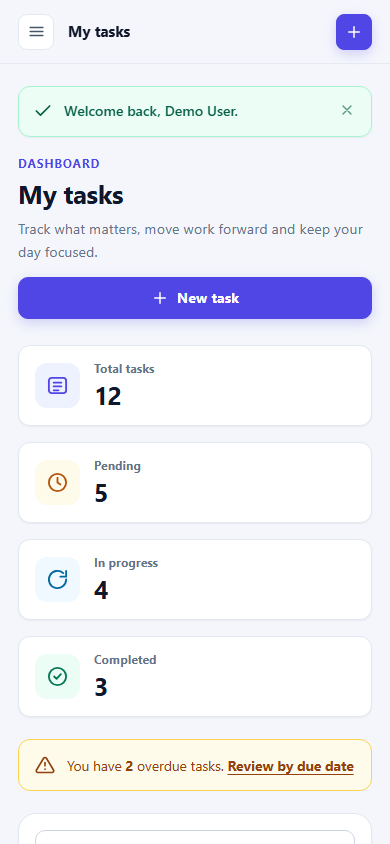 My tasks
Welcome back, Demo User.
DASHBOARD
My tasks
Track what matters, move work forward and keep your
day focused.
New task
Total tasks
12
Pending
5
In progress
4
Completed
3
You have 2 overdue tasks. Review by due date